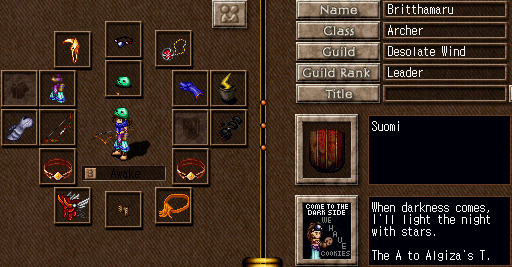 Name Britthamaru
Class Archer
Guild Desolate Wind
Guild Rank Leader
Title
Awake
Suomi
COME TO THE
DARK SIDE
WE
HAVE
COOKIES
When darkness comes,
I'll light the night
with stars.
The A to Algiza's T.